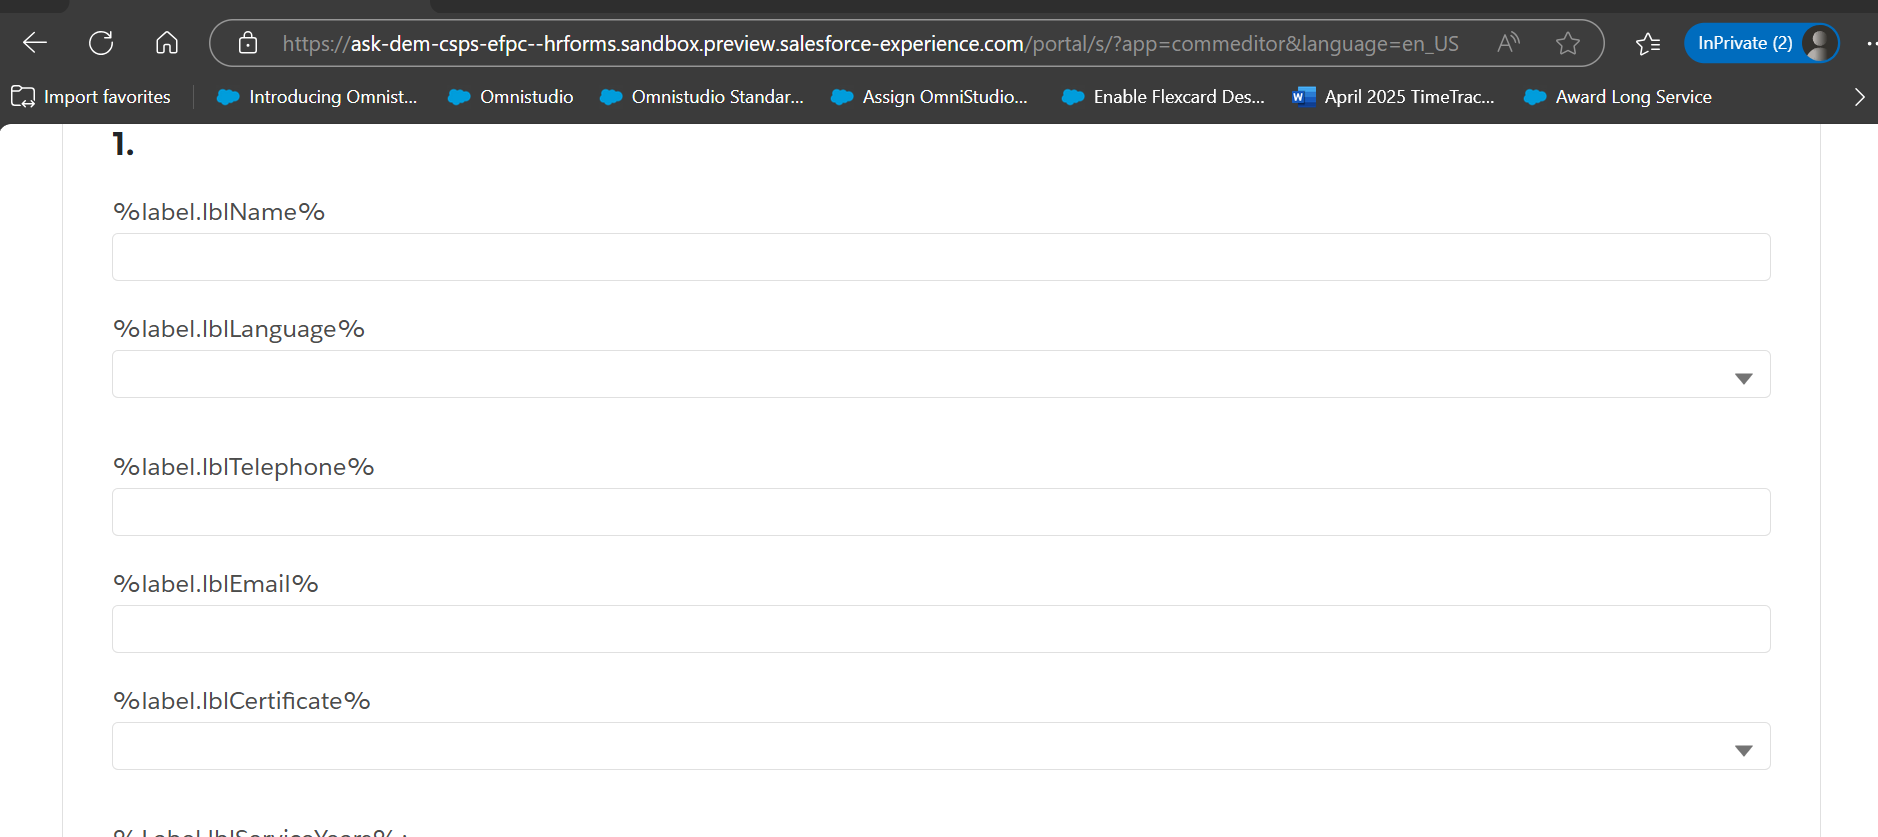 https://ask-dem-csps-efpc--hrforms.sandbox.preview.salesforce-experience.com/portal/s/?app=commeditor&language=en_US
InPrivate (2)
Import favorites
Introducing Omnist...
Omnistudio
Omnistudio Standar...
Assign OmniStudio...
Enable Flexcard Des...
April 2025 TimeTrac...
Award Long Service
1.
%label.lblName%
%label.lblLanguage%
%label.lblTelephone%
%label.lblEmail%
%label.lblCertificate%
%Label.lblServiceYears%